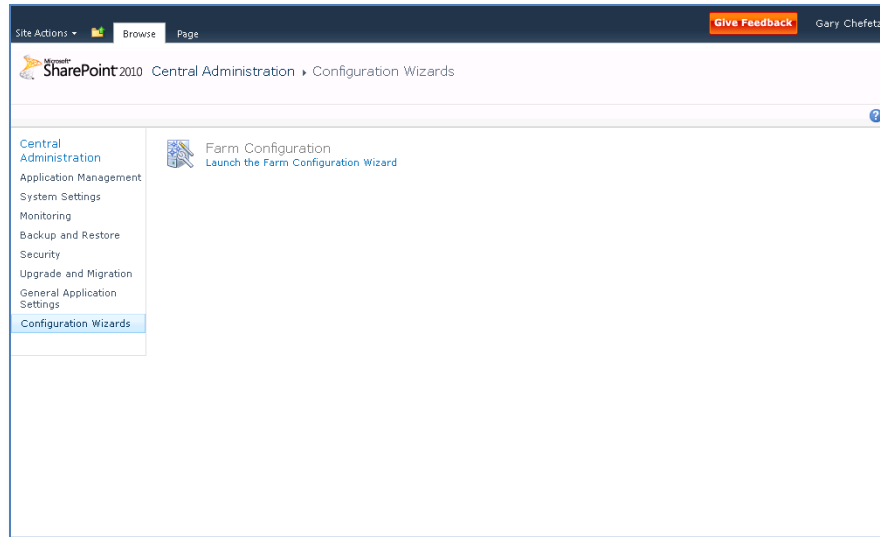 Site Actions Browse Page Give Feedback Gary Chefetz
Microsoft
SharePoint 2010 Central Administration Configuration Wizards
Central
Administration
Application Management
System Settings
Monitoring
Backup and Restore
Security
Upgrade and Migration
General Application
Settings
Configuration Wizards
Farm Configuration
Launch the Farm Configuration Wizard